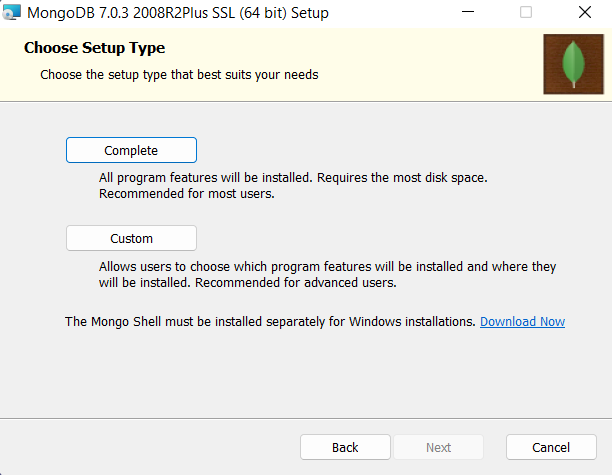 MongoDB 7.0.3 2008R2Plus SSL (64 bit) Setup
Choose Setup Type
Choose the setup type that best suits your needs
Complete
All program features will be installed. Requires the most disk space.
Recommended for most users.
Custom
Allows users to choose which program features will be installed and where they
will be installed. Recommended for advanced users.
The Mongo Shell must be installed separately for Windows installations. Download Now
Back Next Cancel